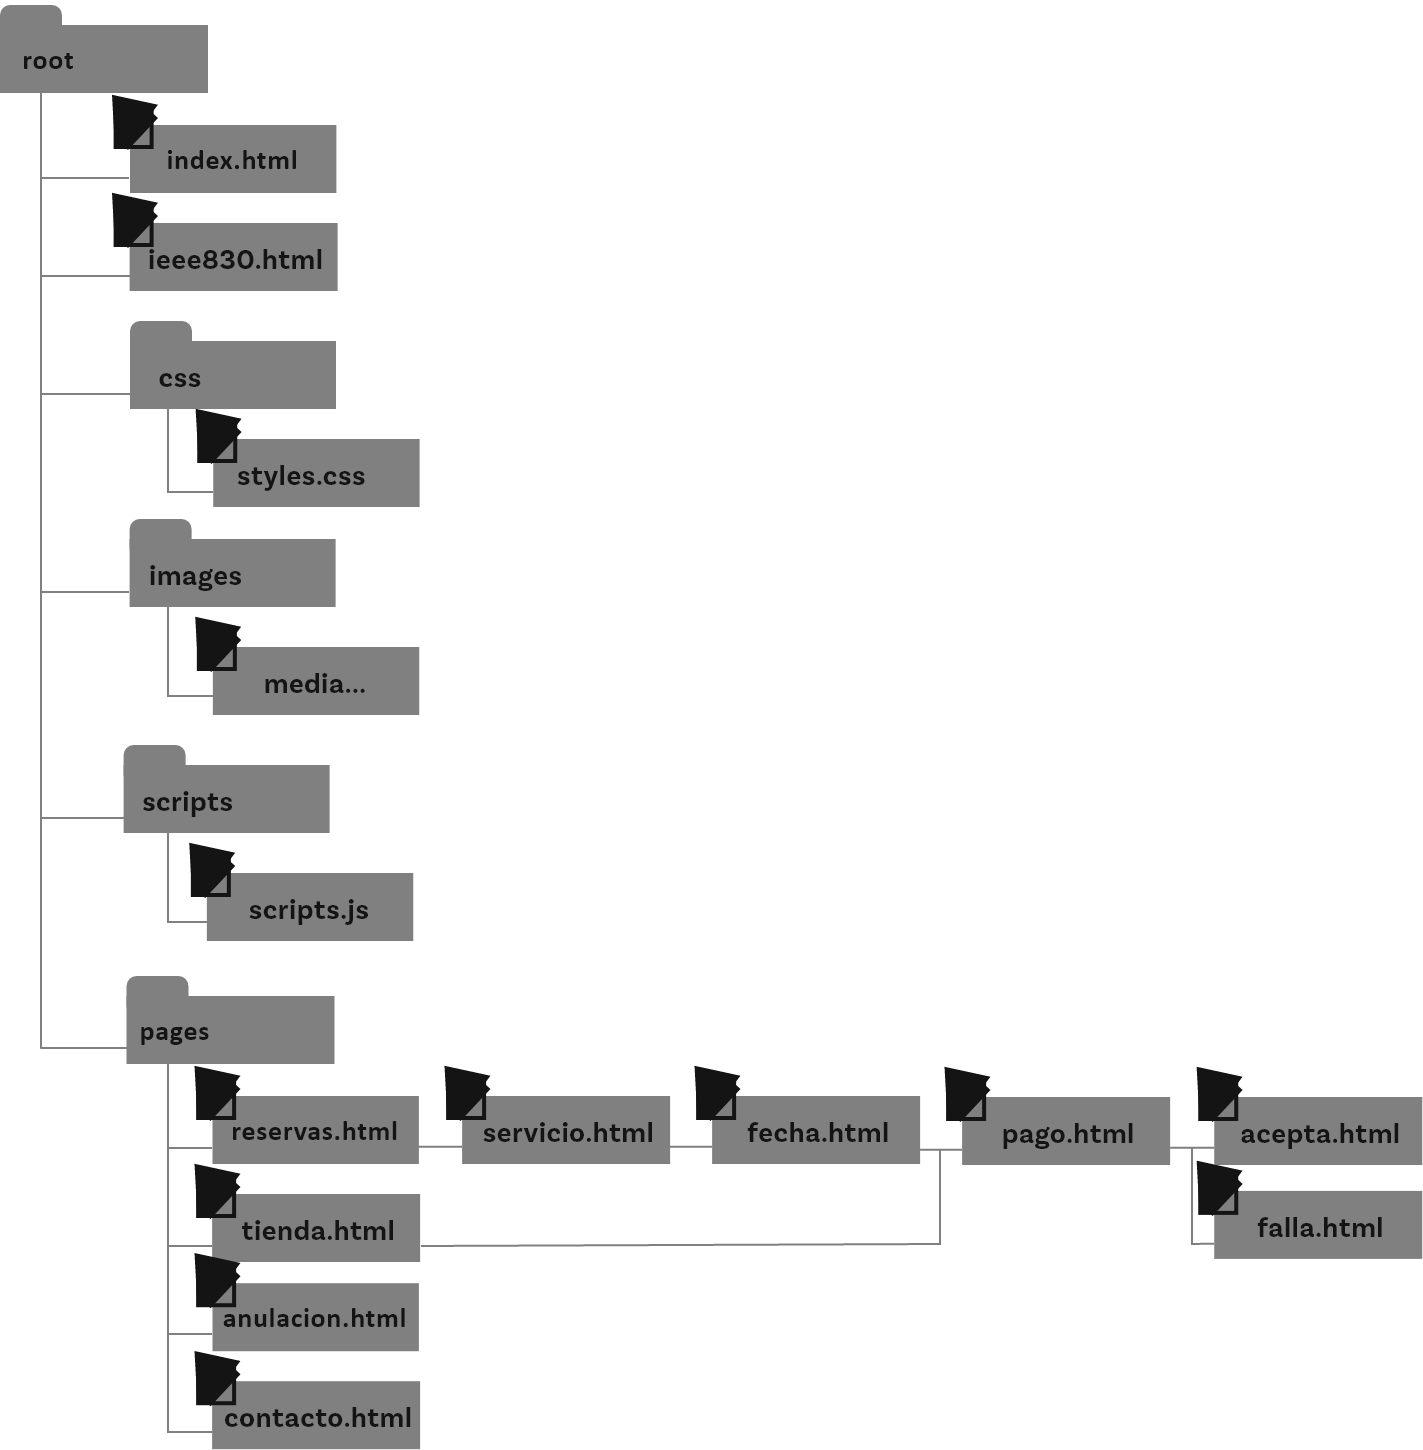 root
index.html
ieee830.html
css
styles.css
images
media...
scripts
scripts.js
pages
reservas.html
servicio.html
fecha.html
pago.html
acepta.html
tienda.html
falla.html
anulacion.html
contacto.html